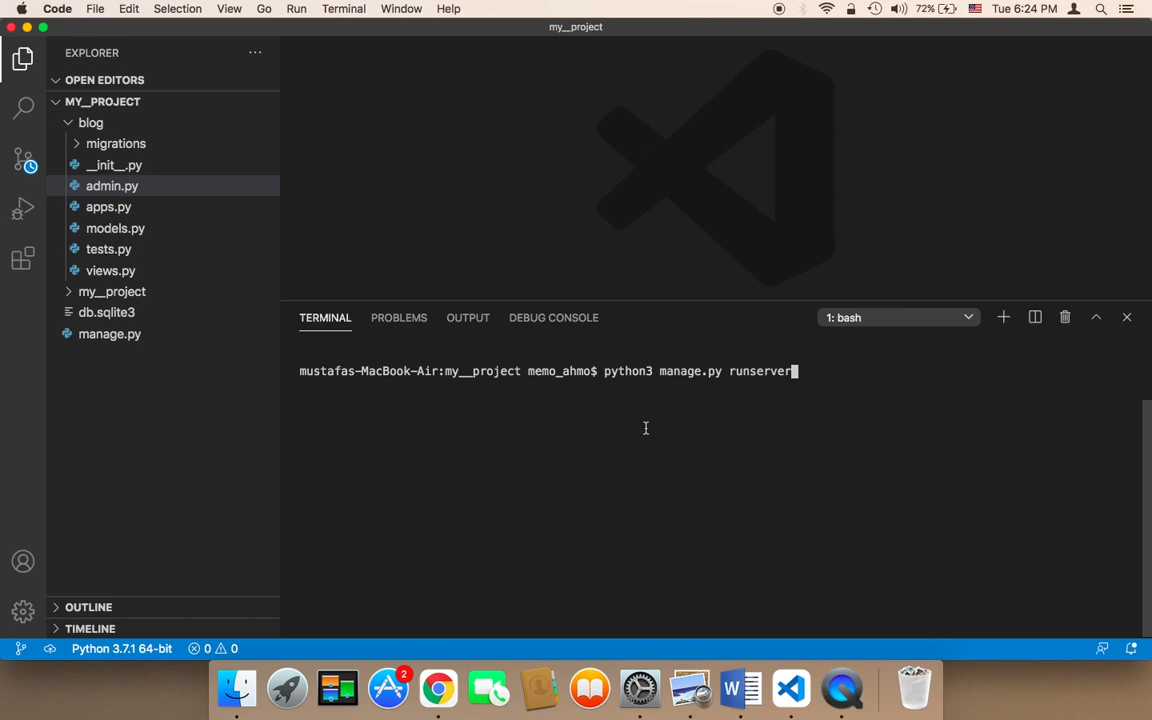 Code File Edit Selection View Go Run Terminal Window Help 72% Tue 6:24 PM
my__project
EXPLORER
OPEN EDITORS
MY__PROJECT
blog
migrations
__init__.py
admin.py
apps.py
models.py
tests.py
views.py
my__project
db.sqlite3
manage.py
OUTLINE
TIMELINE
TERMINAL PROBLEMS OUTPUT DEBUG CONSOLE 1: bash
mustafas-MacBook-Air:my__project memo_ahmo$ python3 manage.py runserver
Python 3.7.1 64-bit 0 0
2
W